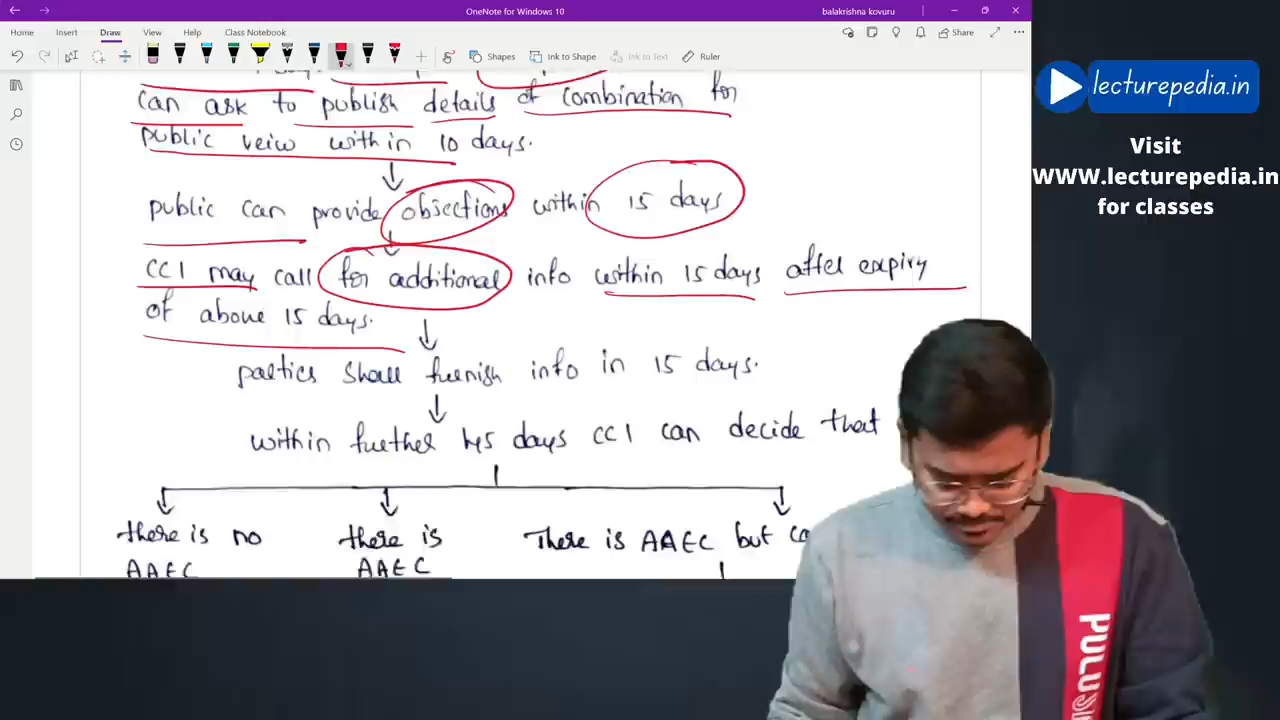 OneNote for Windows 10
balakrishna kovuru
Home Insert Draw View Help Class Notebook
Share
Shapes Ink to Shape Ink to Text Ruler
can ask to publish details of combination for
public veiw within 10 days.
public can provide obsections within 15 days
CCI may call for additional info within 15 days after expiry
of above 15 days.
parties shall furnish info in 15 days.
within further 45 days CCI can decide that
there is no
AAEC
there is
AAEC
There is AAEC but
lecturepedia.in
Visit
WWW.lecturepedia.in
for classes
PULU